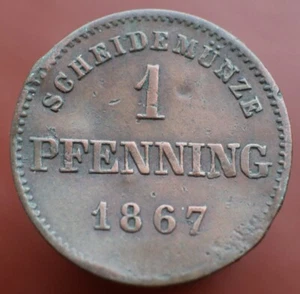 SCHEIDEMÜNZE
1
PFENNING
1867